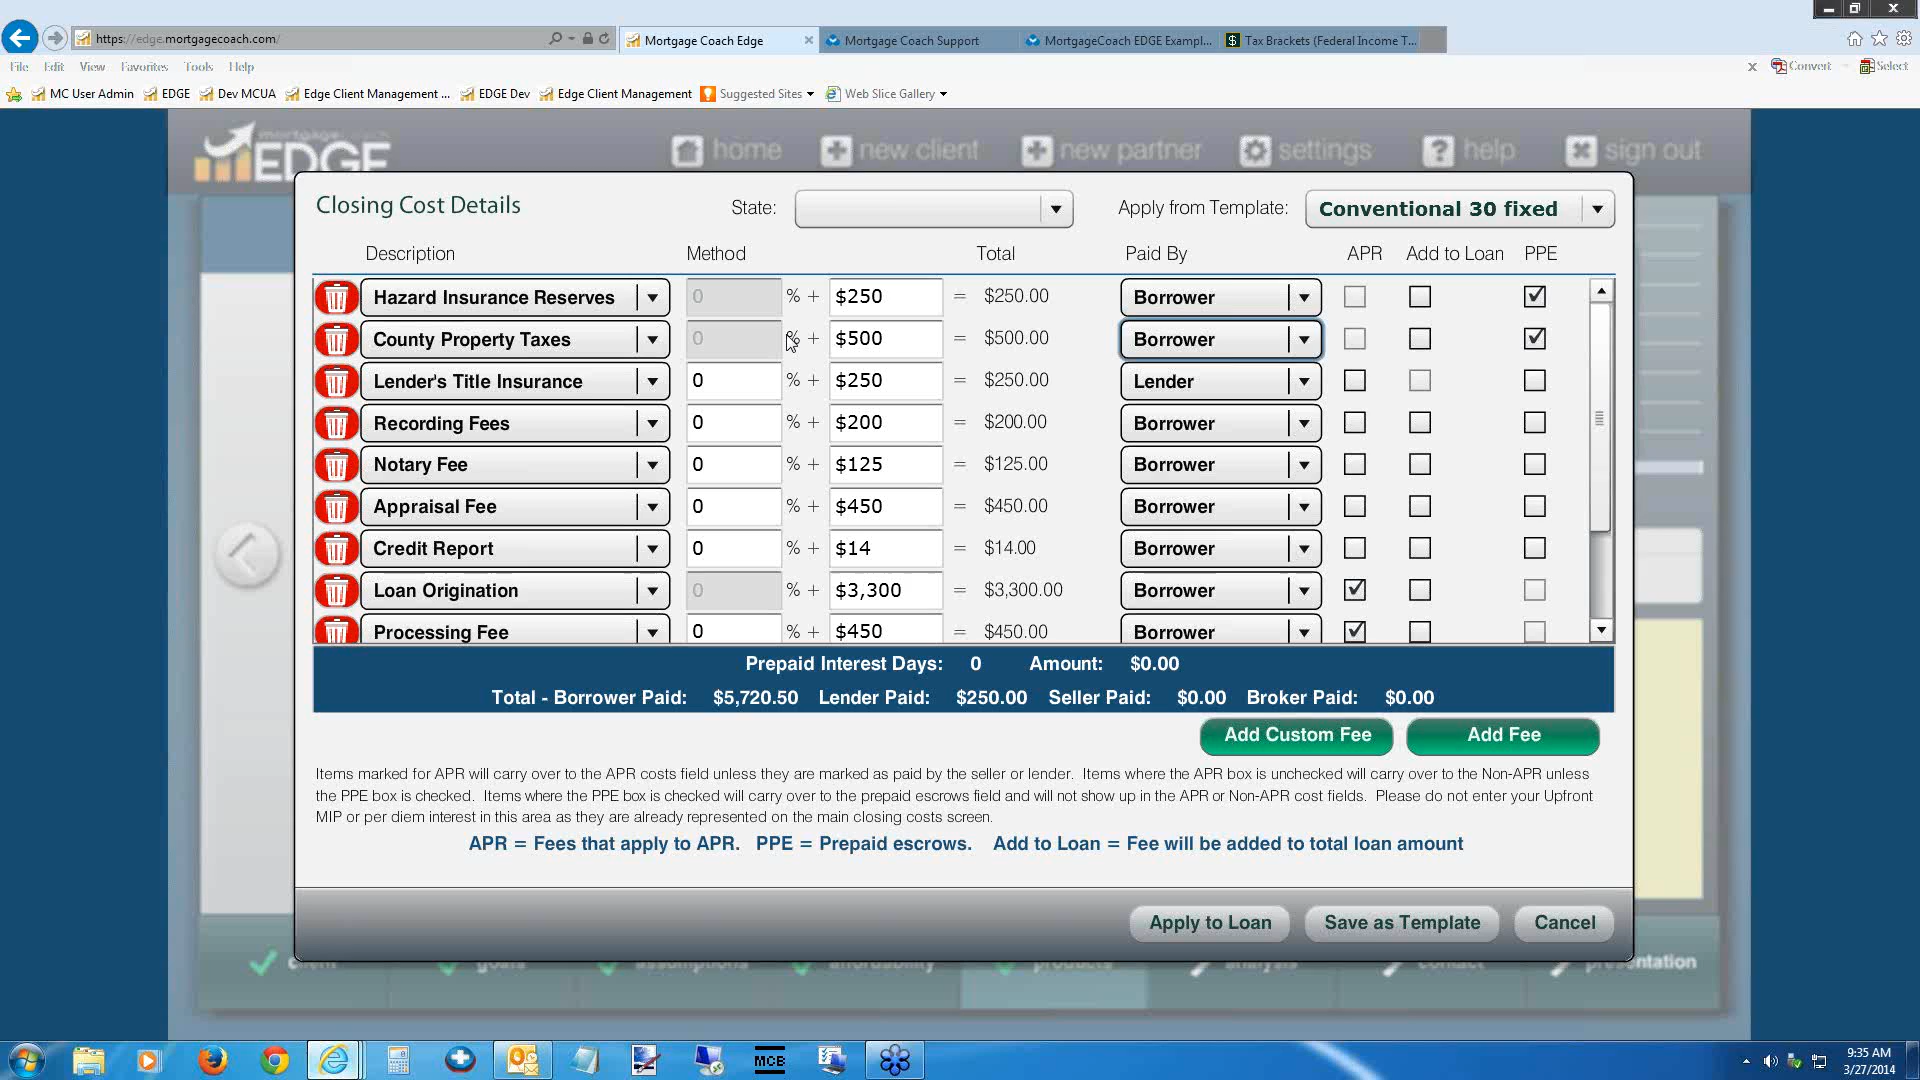 https://edge.mortgagecoach.com/
Mortgage Coach Edge
Mortgage Coach Support
MortgageCoach EDGE Exampl...
Tax Brackets (Federal Income T...
File Edit View Favorites Tools Help
x Convert Select
MC User Admin EDGE Dev MCUA Edge Client Management ... EDGE Dev Edge Client Management Suggested Sites Web Slice Gallery
mortgagecoach
EDGE
home new client new partner settings help sign out
Closing Cost Details State: Apply from Template: Conventional 30 fixed
Description Method Total Paid By APR Add to Loan PPE
Hazard Insurance Reserves 0 % + $250 = $250.00 Borrower
County Property Taxes 0 % + $500 = $500.00 Borrower
Lender's Title Insurance 0 % + $250 = $250.00 Lender
Recording Fees 0 % + $200 = $200.00 Borrower
Notary Fee 0 % + $125 = $125.00 Borrower
Appraisal Fee 0 % + $450 = $450.00 Borrower
Credit Report 0 % + $14 = $14.00 Borrower
Loan Origination 0 % + $3,300 = $3,300.00 Borrower
Processing Fee 0 % + $450 = $450.00 Borrower
Prepaid Interest Days: 0 Amount: $0.00
Total - Borrower Paid: $5,720.50 Lender Paid: $250.00 Seller Paid: $0.00 Broker Paid: $0.00
Add Custom Fee Add Fee
Items marked for APR will carry over to the APR costs field unless they are marked as paid by the seller or lender. Items where the APR box is unchecked will carry over to the Non-APR unless
the PPE box is checked. Items where the PPE box is checked will carry over to the prepaid escrows field and will not show up in the APR or Non-APR cost fields. Please do not enter your Upfront
MIP or per diem interest in this area as they are already represented on the main closing costs screen.
APR = Fees that apply to APR. PPE = Prepaid escrows. Add to Loan = Fee will be added to total loan amount
Apply to Loan Save as Template Cancel
client goals assumptions affordability products analysis contact presentation
MCB
9:35 AM
3/27/2014